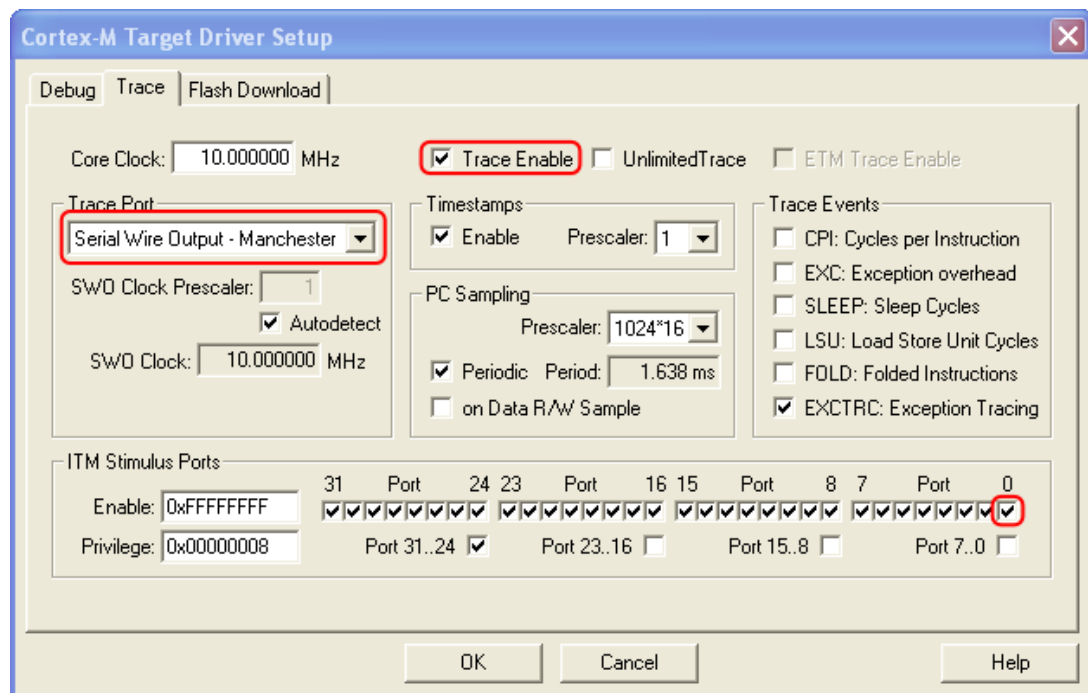 Cortex-M Target Driver Setup
Debug Trace Flash Download
Core Clock: 10.000000 MHz Trace Enable UnlimitedTrace ETM Trace Enable
Trace Port
Serial Wire Output - Manchester
SWO Clock Prescaler: 1
Autodetect
SWO Clock: 10.000000 MHz
Timestamps
Enable Prescaler: 1
PC Sampling
Prescaler: 1024*16
Periodic Period: 1.638 ms
on Data R/W Sample
Trace Events
CPI: Cycles per Instruction
EXC: Exception overhead
SLEEP: Sleep Cycles
LSU: Load Store Unit Cycles
FOLD: Folded Instructions
EXCTRC: Exception Tracing
ITM Stimulus Ports
31 Port 24 23 Port 16 15 Port 8 7 Port 0
Enable: 0xFFFFFFFF
Privilege: 0x00000008 Port 31..24 Port 23..16 Port 15..8 Port 7..0
OK Cancel Help